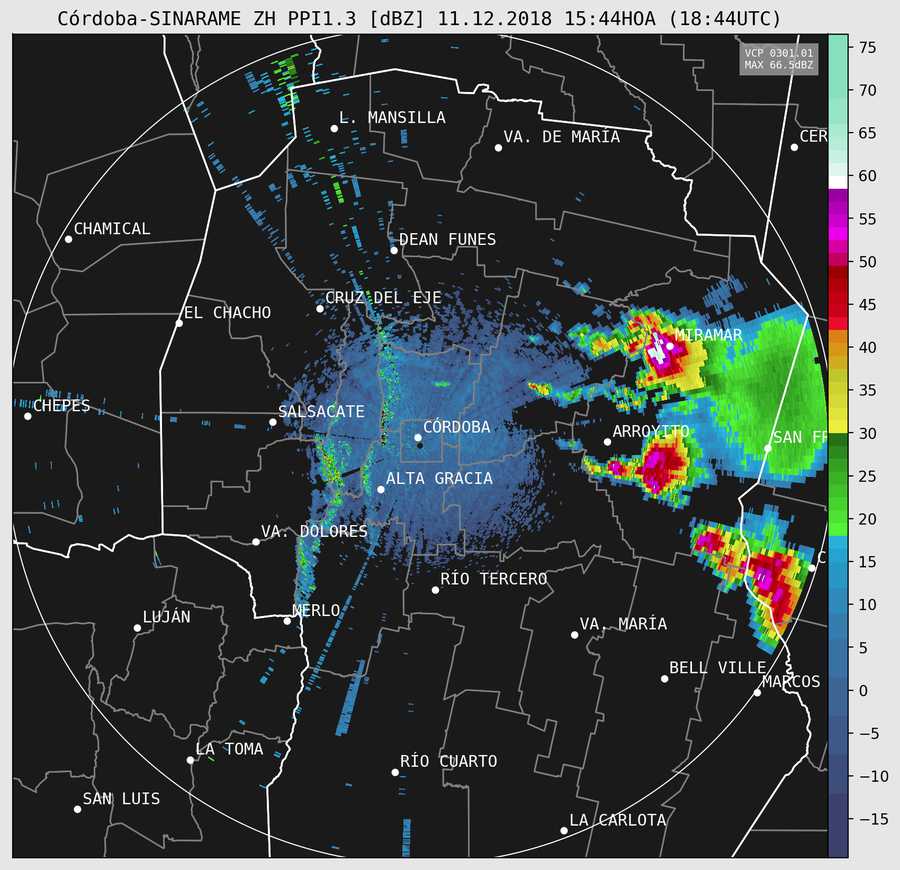 Córdoba-SINARAME ZH PPI1.3 [dBZ] 11.12.2018 15:44HOA (18:44UTC)
VCP 0301.01
MAX 66.5dBZ
75
70
65
60
55
50
45
40
35
30
25
20
15
10
5
0
−5
−10
−15
L. MANSILLA
VA. DE MARÍA
CER
CHAMICAL
DEAN FUNES
CRUZ DEL EJE
EL CHACHO
MIRAMAR
CHEPES
SALSACATE
CÓRDOBA
ARROYITO
SAN FR
ALTA GRACIA
VA. DOLORES
C
RÍO TERCERO
LUJÁN
MERLO
VA. MARÍA
BELL VILLE
MARCOS
LA TOMA
RÍO CUARTO
SAN LUIS
LA CARLOTA